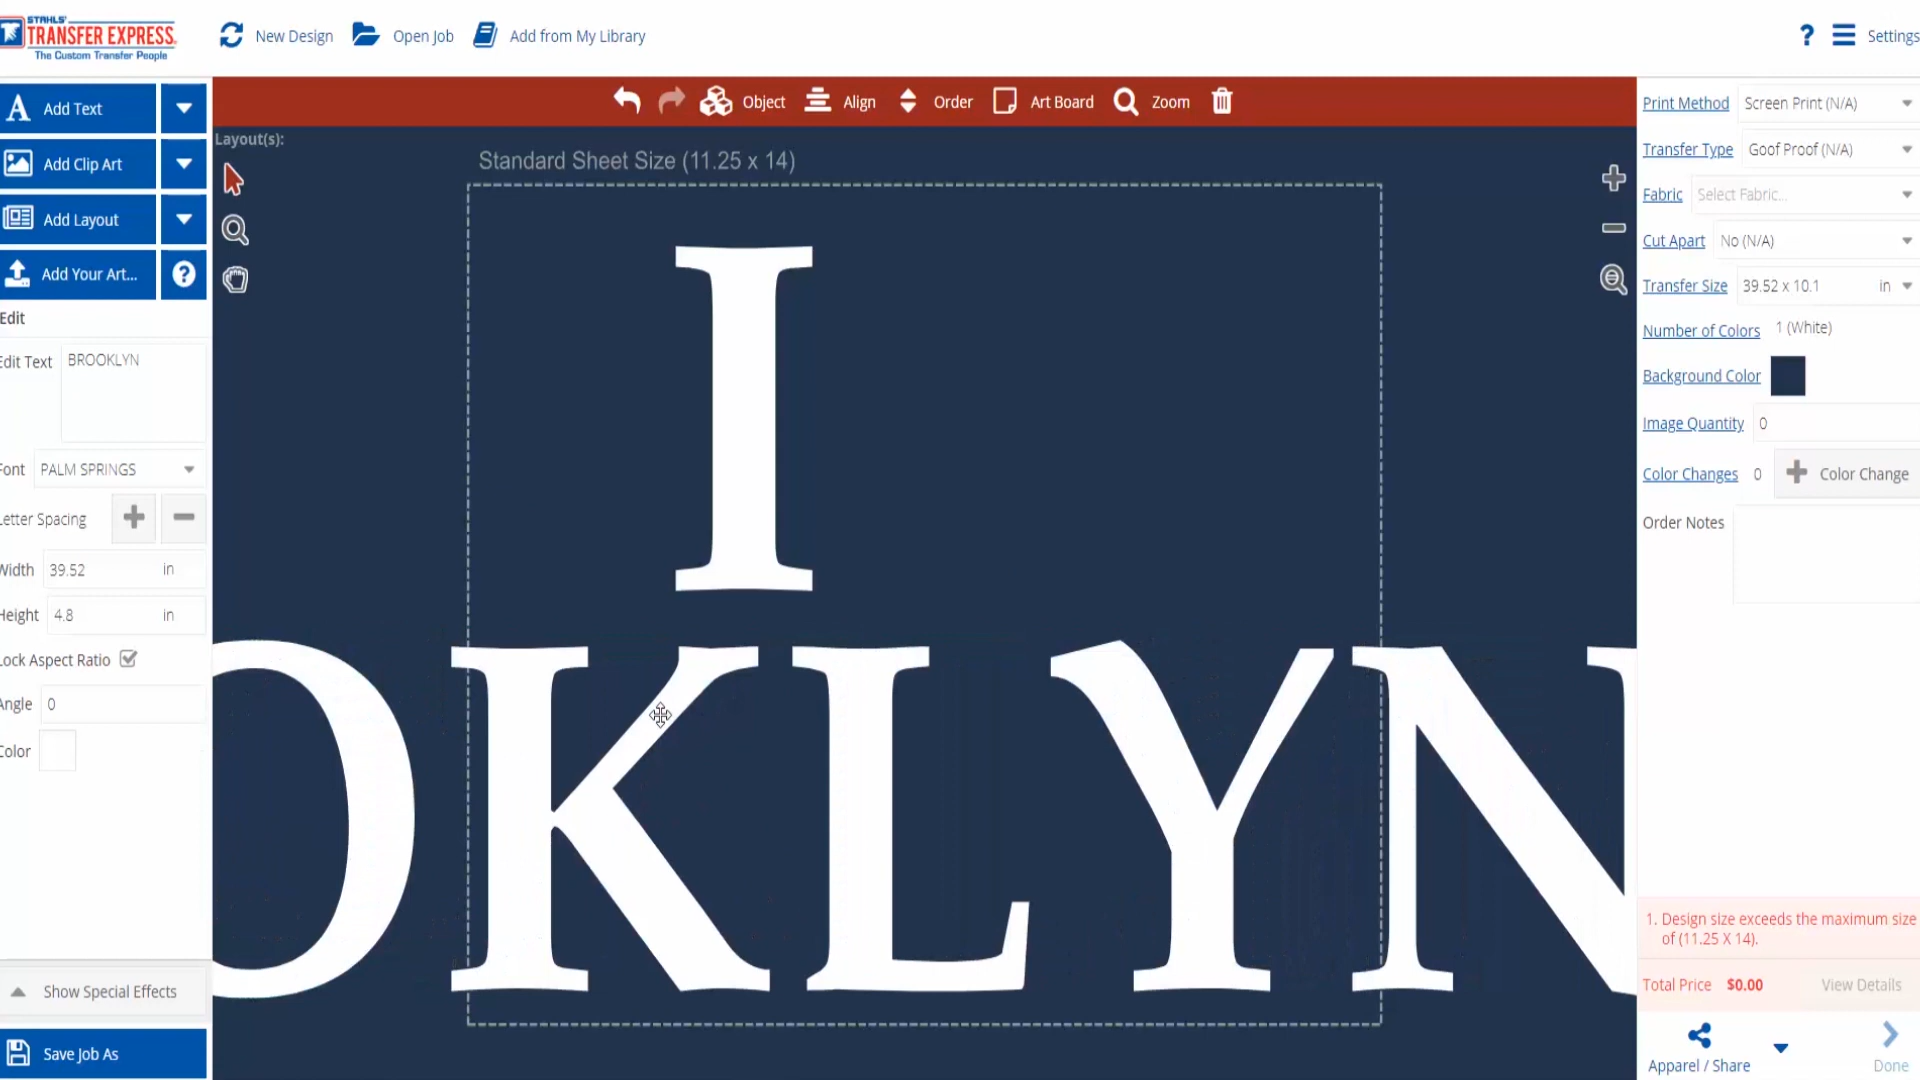 STAHLS'
TRANSFER EXPRESS
The Custom Transfer People
New Design
Open Job
Add from My Library
?
Settings
Add Text
Add Clip Art
Add Layout
Add Your Art...
?
Object
Align
Order
Art Board
Zoom
Layout(s):
Standard Sheet Size (11.25 x 14)
I
OKLYN
Edit
Edit Text
BROOKLYN
Font
PALM SPRINGS
Letter Spacing
Width
39.52
in
Height
4.8
in
Lock Aspect Ratio
Angle
0
Color
Show Special Effects
Save Job As
Print Method
Screen Print (N/A)
Transfer Type
Goof Proof (N/A)
Fabric
Select Fabric...
Cut Apart
No (N/A)
Transfer Size
39.52 x 10.1
in
Number of Colors
1 (White)
Background Color
Image Quantity
0
Color Changes
0
Color Change
Order Notes
1. Design size exceeds the maximum size
of (11.25 X 14).
Total Price
$0.00
View Details
Apparel / Share
Done